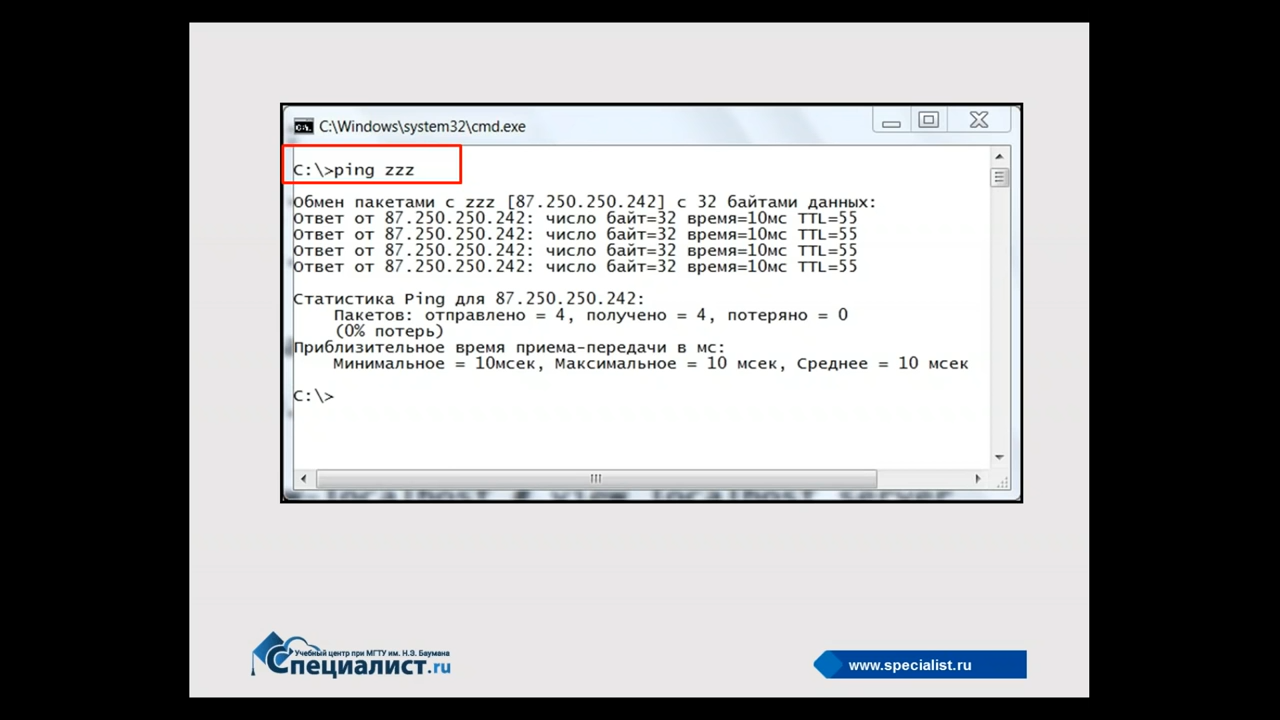 C:\Windows\system32\cmd.exe
C:\>ping zzz
Обмен пакетами с zzz [87.250.250.242] с 32 байтами данных:
Ответ от 87.250.250.242: число байт=32 время=10мс TTL=55
Ответ от 87.250.250.242: число байт=32 время=10мс TTL=55
Ответ от 87.250.250.242: число байт=32 время=10мс TTL=55
Ответ от 87.250.250.242: число байт=32 время=10мс TTL=55
Статистика Ping для 87.250.250.242:
Пакетов: отправлено = 4, получено = 4, потеряно = 0
(0% потерь)
Приблизительное время приема-передачи в мс:
Минимальное = 10мсек, Максимальное = 10 мсек, Среднее = 10 мсек
C:\>
localhost # view localhost server
Учебный центр при МГТУ им. Н.Э. Баумана
Специалист.ru
www.specialist.ru